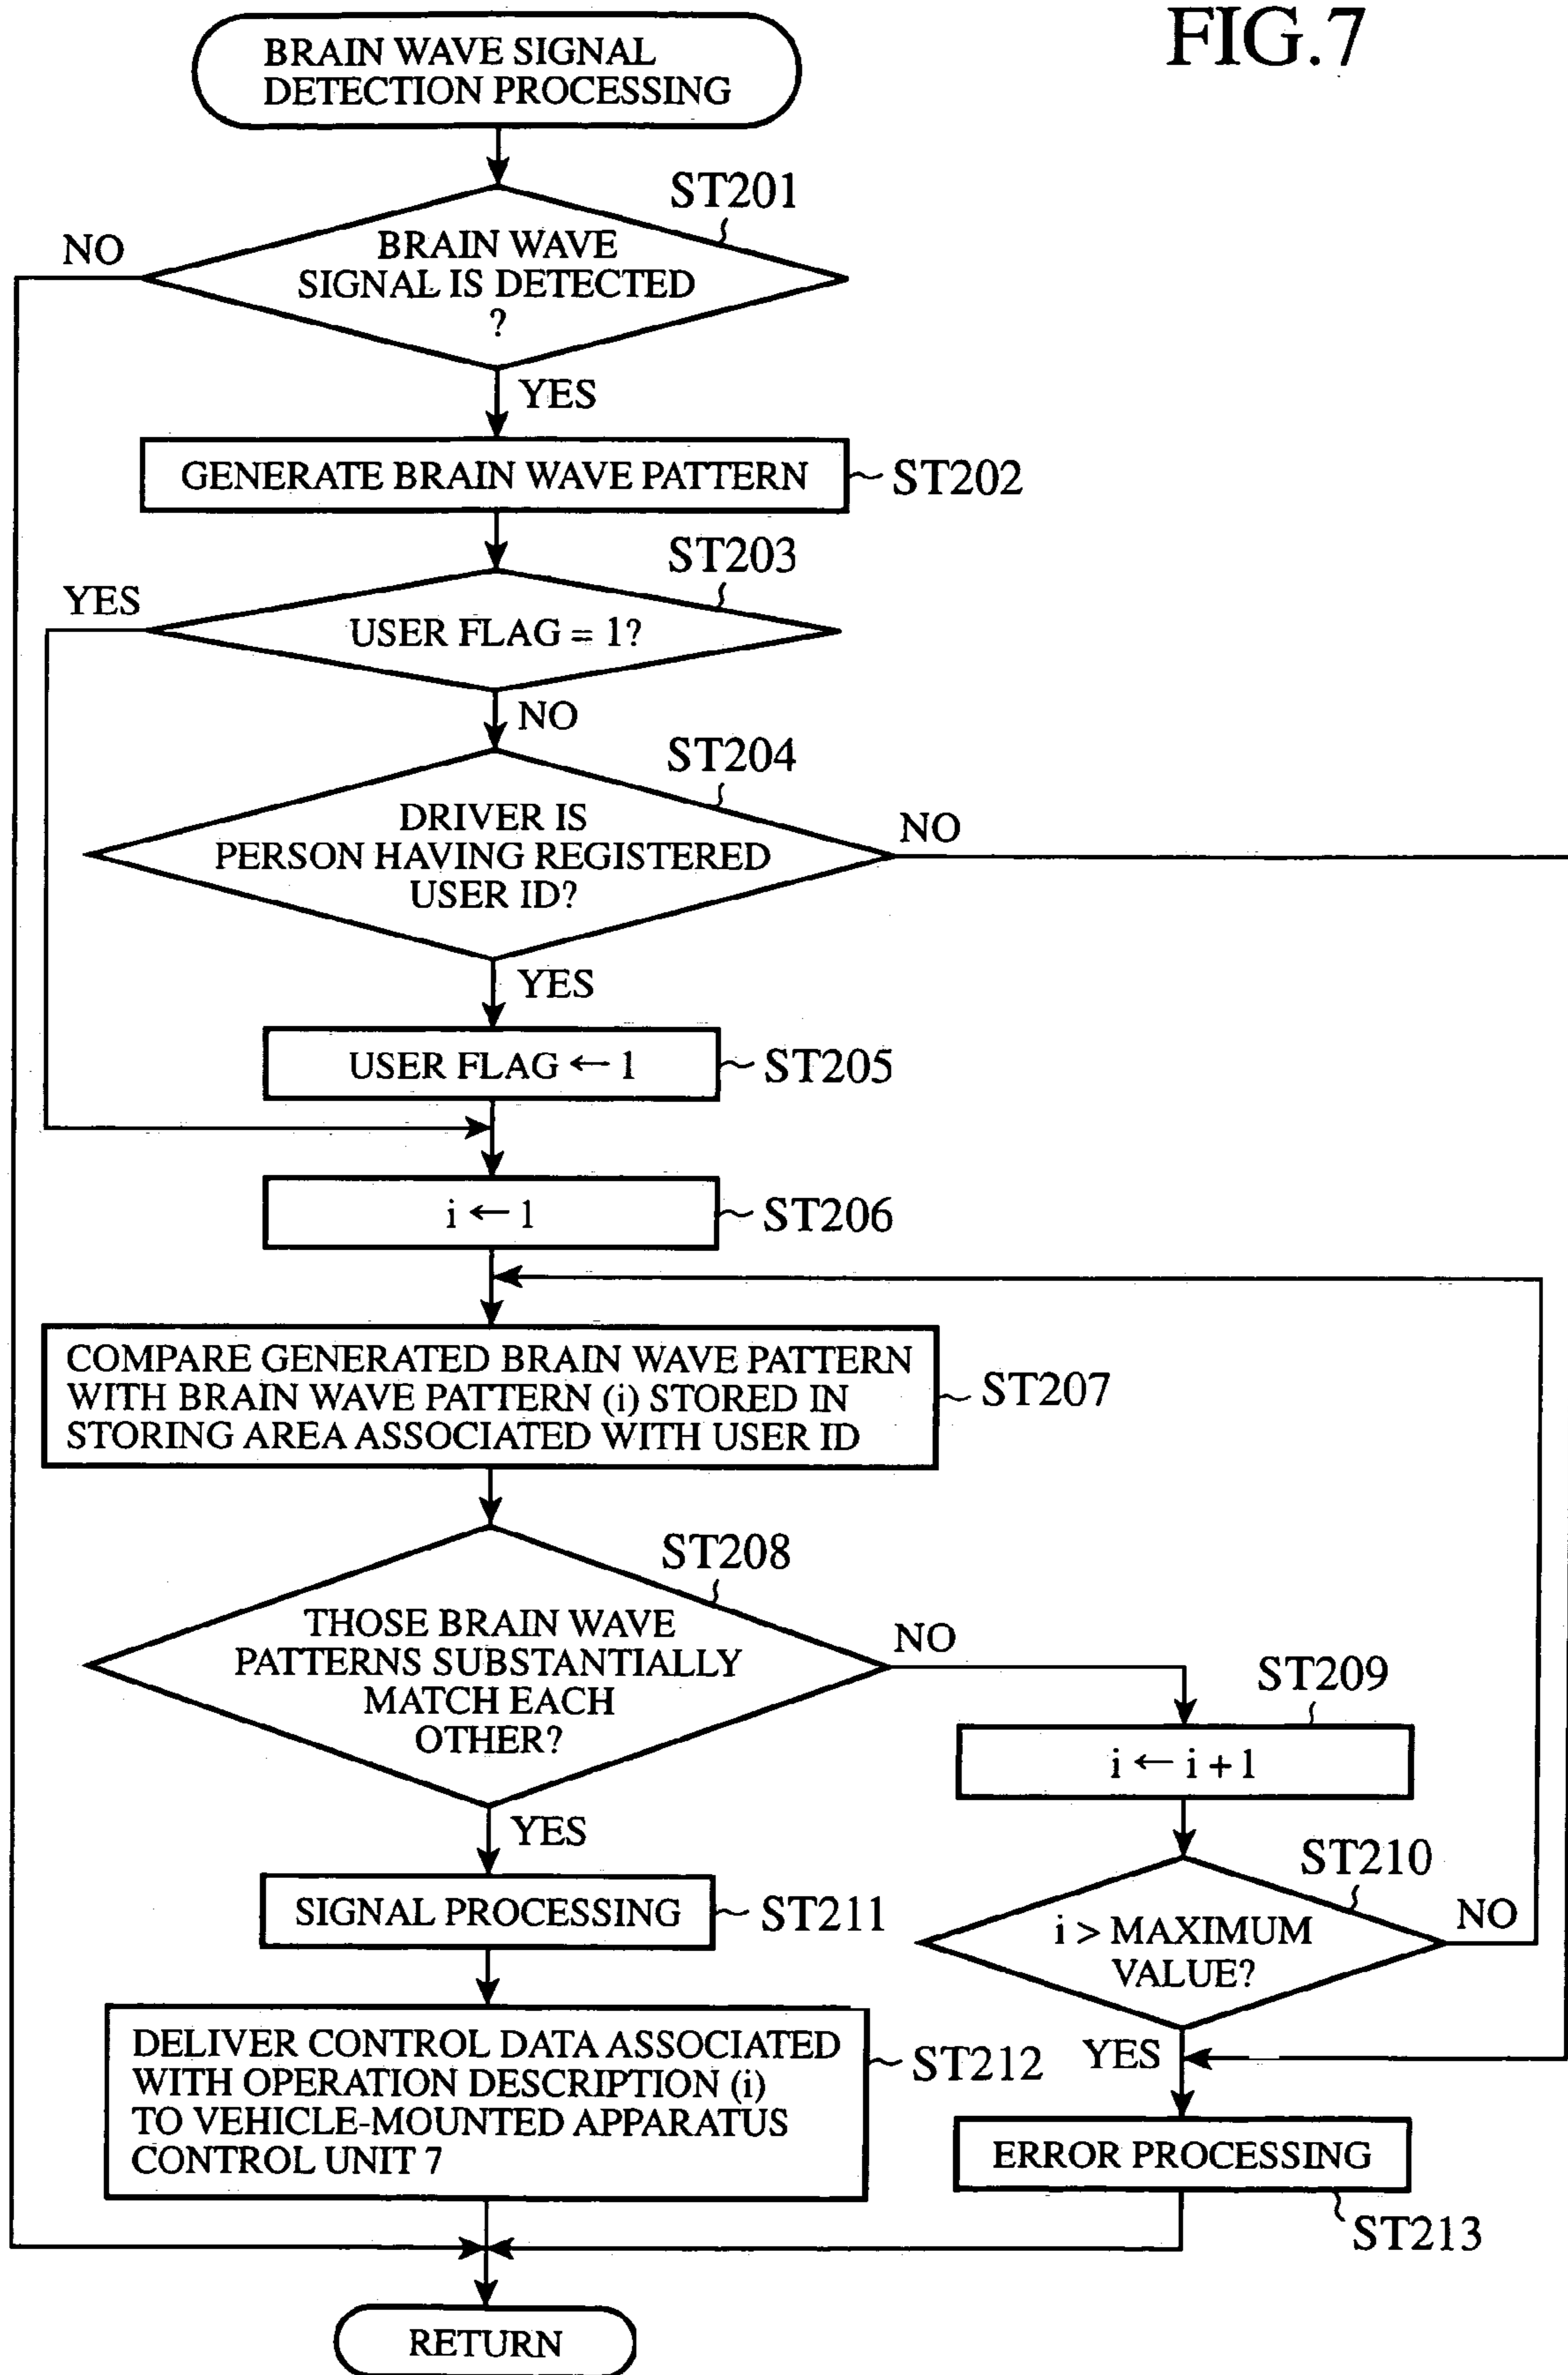 FIG.7
BRAIN WAVE SIGNAL
DETECTION PROCESSING
ST201
NO
BRAIN WAVE
SIGNAL IS DETECTED
?
YES
GENERATE BRAIN WAVE PATTERN
ST202
ST203
YES
USER FLAG = 1?
NO
ST204
DRIVER IS
PERSON HAVING REGISTERED
USER ID?
NO
YES
USER FLAG ← 1
ST205
i ← 1
ST206
COMPARE GENERATED BRAIN WAVE PATTERN
WITH BRAIN WAVE PATTERN (i) STORED IN
STORING AREA ASSOCIATED WITH USER ID
ST207
ST208
THOSE BRAIN WAVE
PATTERNS SUBSTANTIALLY
MATCH EACH
OTHER?
NO
ST209
i ← i + 1
YES
ST210
SIGNAL PROCESSING
ST211
i > MAXIMUM
VALUE?
NO
YES
DELIVER CONTROL DATA ASSOCIATED
WITH OPERATION DESCRIPTION (i)
TO VEHICLE-MOUNTED APPARATUS
CONTROL UNIT 7
ST212
ERROR PROCESSING
ST213
RETURN